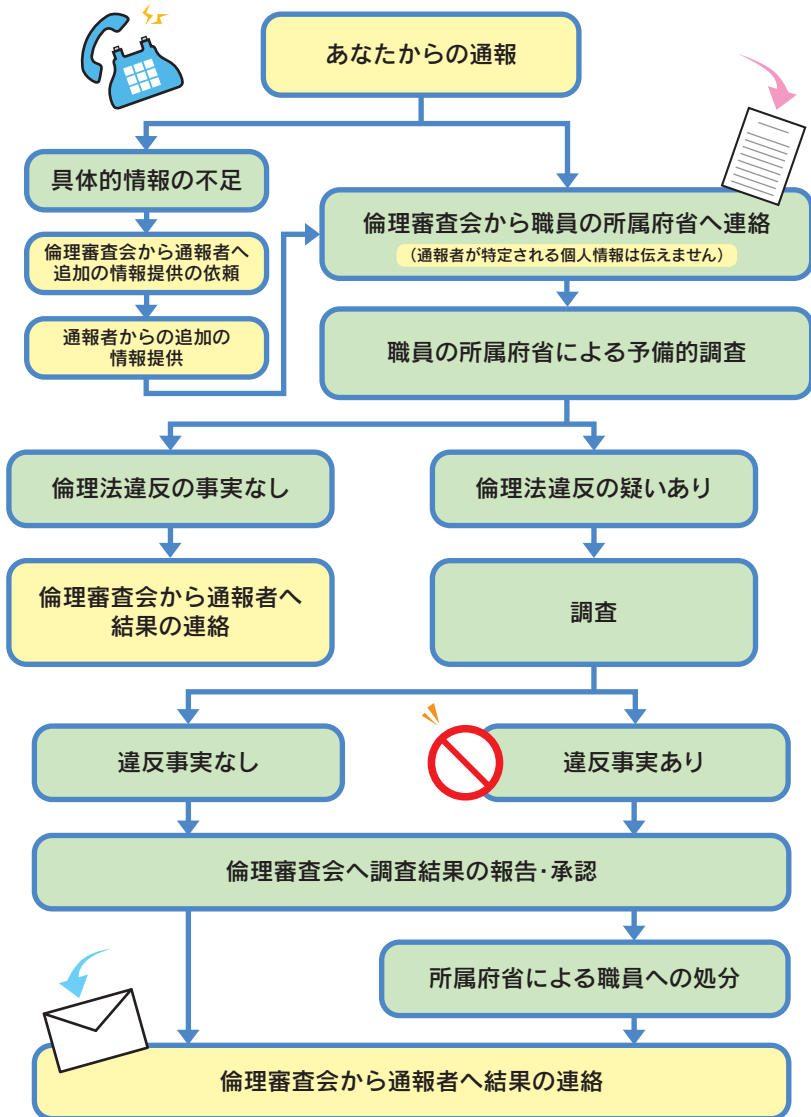 あなたからの通報
具体的情報の不足
倫理審査会から通報者へ
追加の情報提供の依頼
通報者からの追加の
情報提供
倫理審査会から職員の所属府省へ連絡
（通報者が特定される個人情報は伝えません）
職員の所属府省による予備的調査
倫理法違反の事実なし
倫理法違反の疑いあり
倫理審査会から通報者へ
結果の連絡
調査
違反事実なし
違反事実あり
倫理審査会へ調査結果の報告･承認
所属府省による職員への処分
倫理審査会から通報者へ結果の連絡